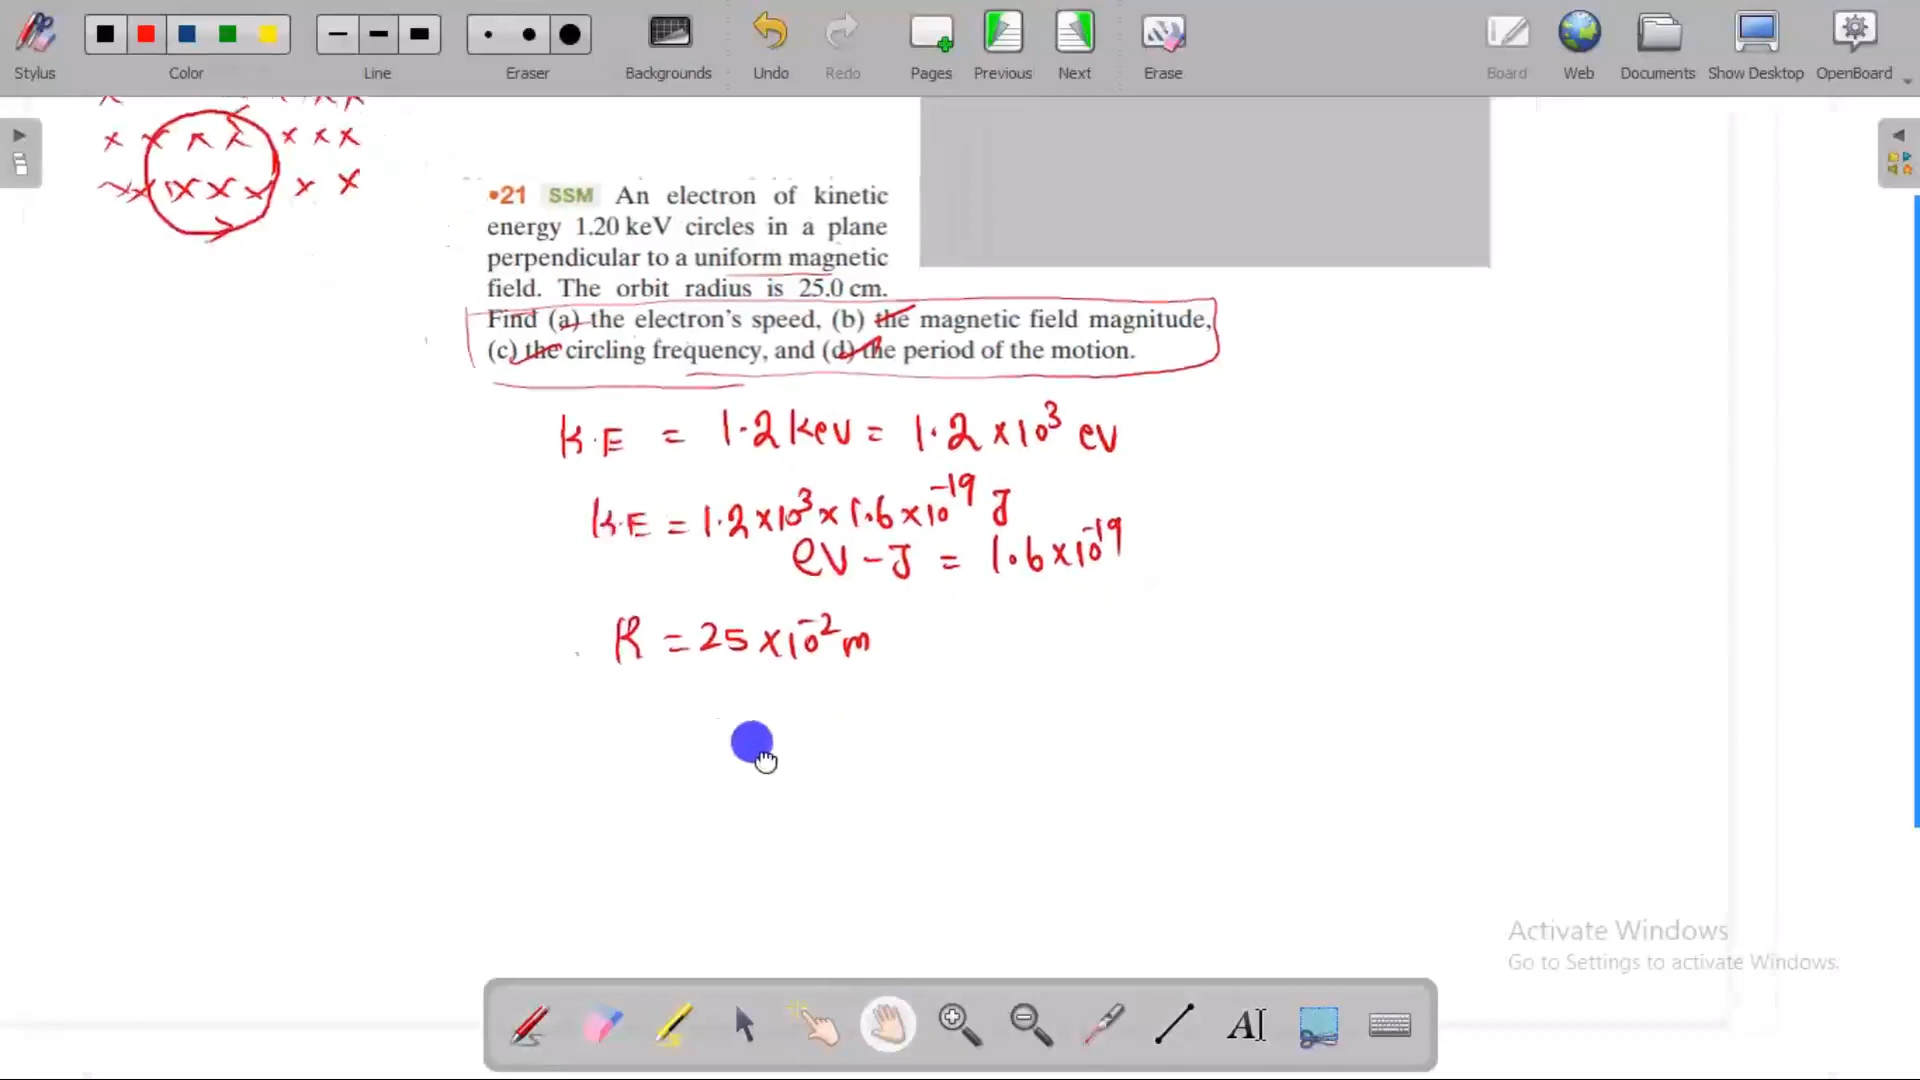 Stylus Color Line Eraser Backgrounds Undo Redo Pages Previous Next Erase Board Web Documents Show Desktop OpenBoard
x x x x x x x
x x x x x x x
•21 SSM An electron of kinetic
energy 1.20 keV circles in a plane
perpendicular to a uniform magnetic
field. The orbit radius is 25.0 cm.
Find (a) the electron's speed, (b) the magnetic field magnitude,
(c) the circling frequency, and (d) the period of the motion.
K.E = 1.2 keV = 1.2 × 10³ eV
K.E = 1.2 × 10³ × 1.6 × 10⁻¹⁹ J
eV – J = 1.6 × 10⁻¹⁹
R = 25 × 10⁻² m
Activate Windows
Go to Settings to activate Windows.
AI